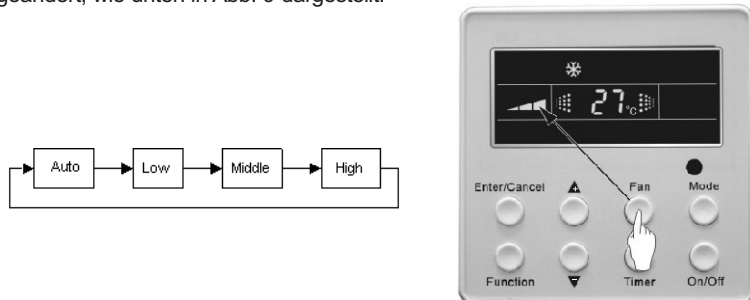 geändert, wie unten in Abb. dargestellt.
Auto Low Middle High
27°C
Enter/Cancel + Fan Mode
Function - Timer On/Off